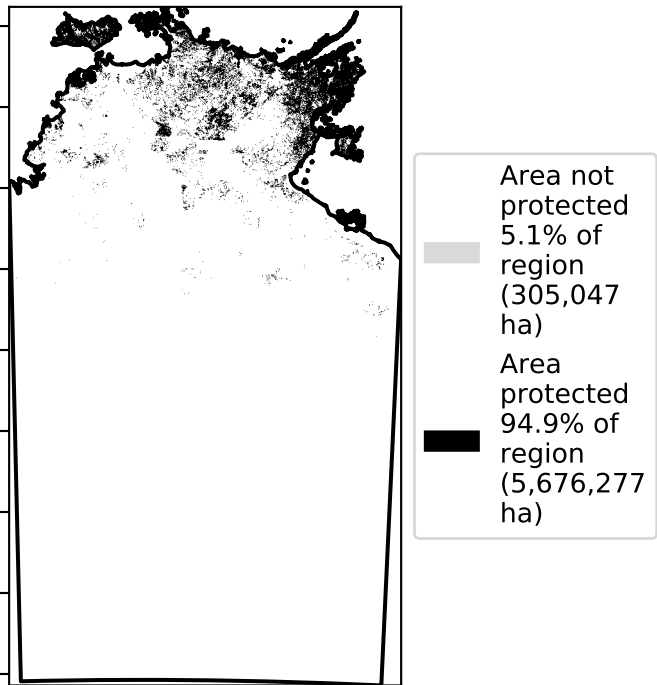 Area not
protected
5.1% of
region
(305,047
ha)
Area
protected
94.9% of
region
(5,676,277
ha)